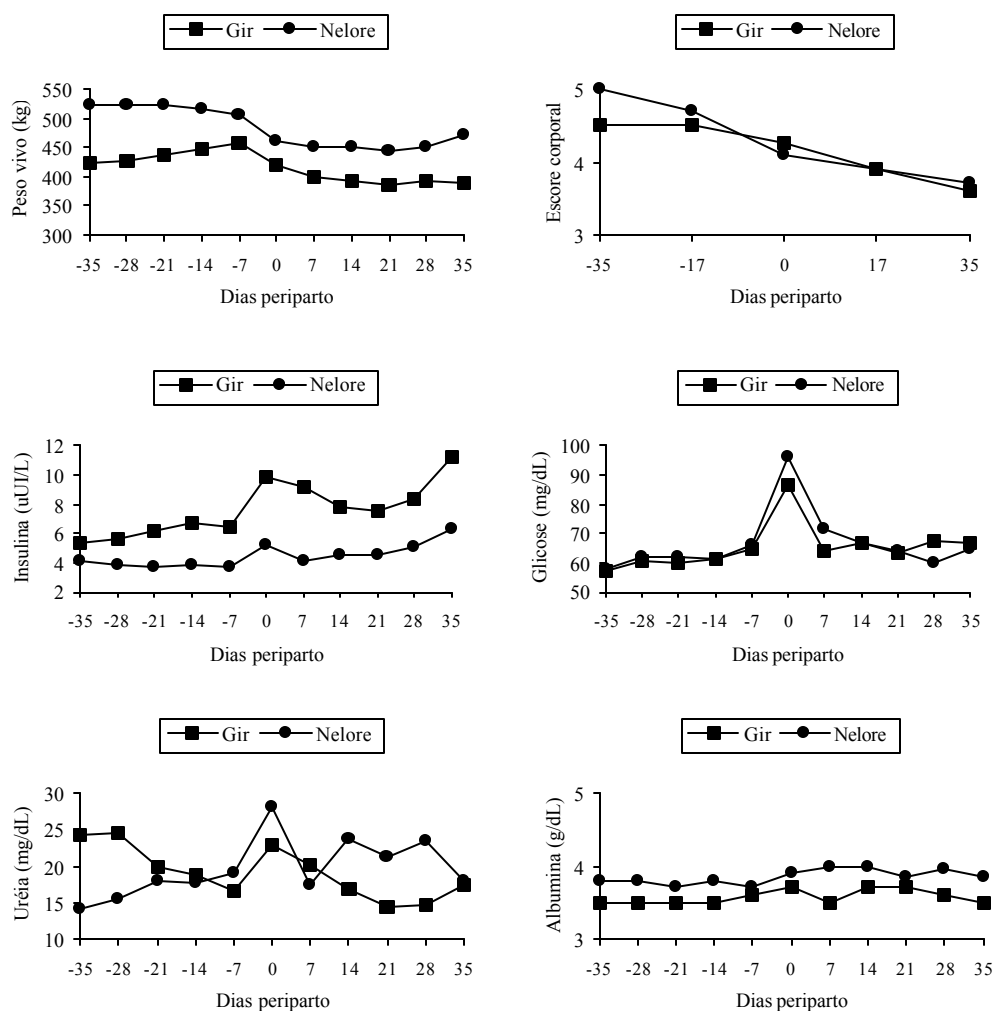 Gir Nelore
Peso vivo (kg)
550
500
450
400
350
300
-35 -28 -21 -14 -7 0 7 14 21 28 35
Dias periparto
Gir Nelore
Escore corporal
5
4
3
-35 -17 0 17 35
Dias periparto
Gir Nelore
Insulina (uUI/L)
12
10
8
6
4
2
-35 -28 -21 -14 -7 0 7 14 21 28 35
Dias periparto
Gir Nelore
Glicose (mg/dL)
100
90
80
70
60
50
-35 -28 -21 -14 -7 0 7 14 21 28 35
Dias periparto
Gir Nelore
Uréia (mg/dL)
30
25
20
15
10
-35 -28 -21 -14 -7 0 7 14 21 28 35
Dias periparto
Gir Nelore
Albumina (g/dL)
5
4
3
-35 -28 -21 -14 -7 0 7 14 21 28 35
Dias periparto